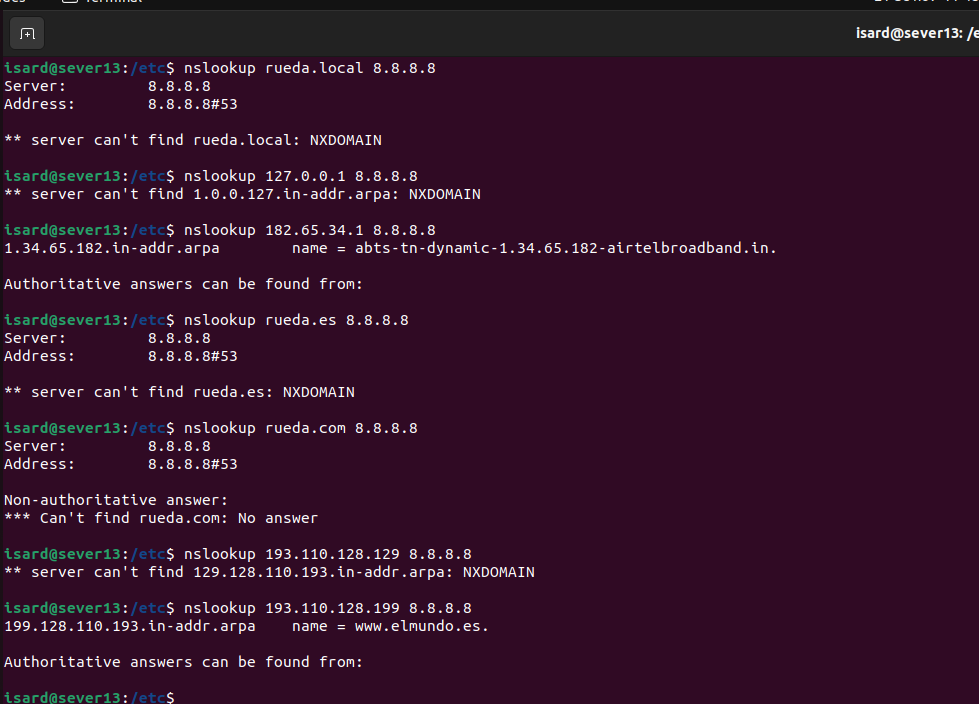 Terminal
isard@sever13: /e
isard@sever13:/etc$ nslookup rueda.local 8.8.8.8
Server:         8.8.8.8
Address:        8.8.8.8#53
** server can't find rueda.local: NXDOMAIN
isard@sever13:/etc$ nslookup 127.0.0.1 8.8.8.8
** server can't find 1.0.0.127.in-addr.arpa: NXDOMAIN
isard@sever13:/etc$ nslookup 182.65.34.1 8.8.8.8
1.34.65.182.in-addr.arpa        name = abts-tn-dynamic-1.34.65.182-airtelbroadband.in.
Authoritative answers can be found from:
isard@sever13:/etc$ nslookup rueda.es 8.8.8.8
Server:         8.8.8.8
Address:        8.8.8.8#53
** server can't find rueda.es: NXDOMAIN
isard@sever13:/etc$ nslookup rueda.com 8.8.8.8
Server:         8.8.8.8
Address:        8.8.8.8#53
Non-authoritative answer:
*** Can't find rueda.com: No answer
isard@sever13:/etc$ nslookup 193.110.128.129 8.8.8.8
** server can't find 129.128.110.193.in-addr.arpa: NXDOMAIN
isard@sever13:/etc$ nslookup 193.110.128.199 8.8.8.8
199.128.110.193.in-addr.arpa    name = www.elmundo.es.
Authoritative answers can be found from:
isard@sever13:/etc$